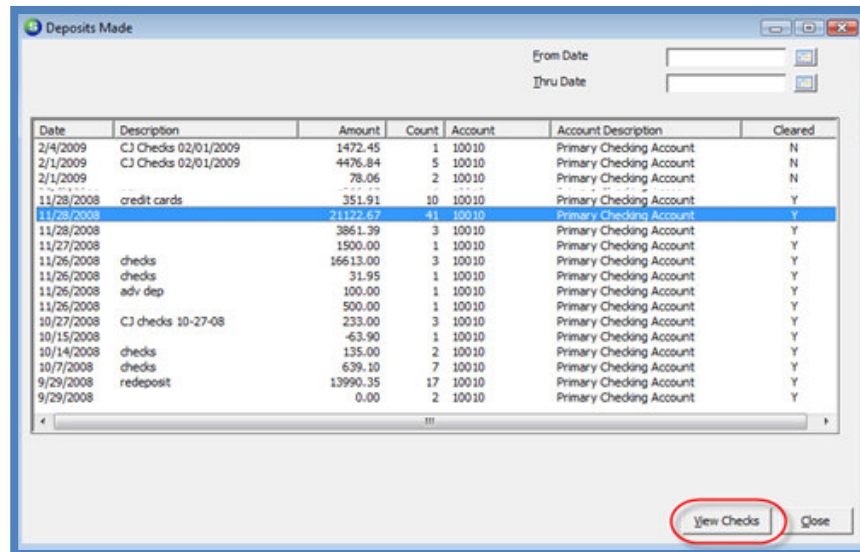 Deposits Made
From Date
Thru Date
Date Description Amount Count Account Account Description Cleared
2/4/2009 CJ Checks 02/01/2009 1472.45 1 10010 Primary Checking Account N
2/1/2009 CJ Checks 02/01/2009 4476.84 5 10010 Primary Checking Account N
2/1/2009 78.06 2 10010 Primary Checking Account N
11/28/2008 credit cards 351.91 10 10010 Primary Checking Account Y
11/28/2008 21122.67 41 10010 Primary Checking Account Y
11/28/2008 3861.39 3 10010 Primary Checking Account Y
11/27/2008 1500.00 1 10010 Primary Checking Account Y
11/26/2008 checks 16613.00 3 10010 Primary Checking Account Y
11/26/2008 checks 31.95 1 10010 Primary Checking Account Y
11/26/2008 adv dep 100.00 1 10010 Primary Checking Account Y
11/26/2008 500.00 1 10010 Primary Checking Account Y
10/27/2008 CJ checks 10-27-08 233.00 3 10010 Primary Checking Account Y
10/15/2008 -63.90 1 10010 Primary Checking Account Y
10/14/2008 checks 135.00 2 10010 Primary Checking Account Y
10/7/2008 checks 639.10 7 10010 Primary Checking Account Y
9/29/2008 redeposit 13990.35 17 10010 Primary Checking Account Y
9/29/2008 0.00 2 10010 Primary Checking Account Y
View Checks Close